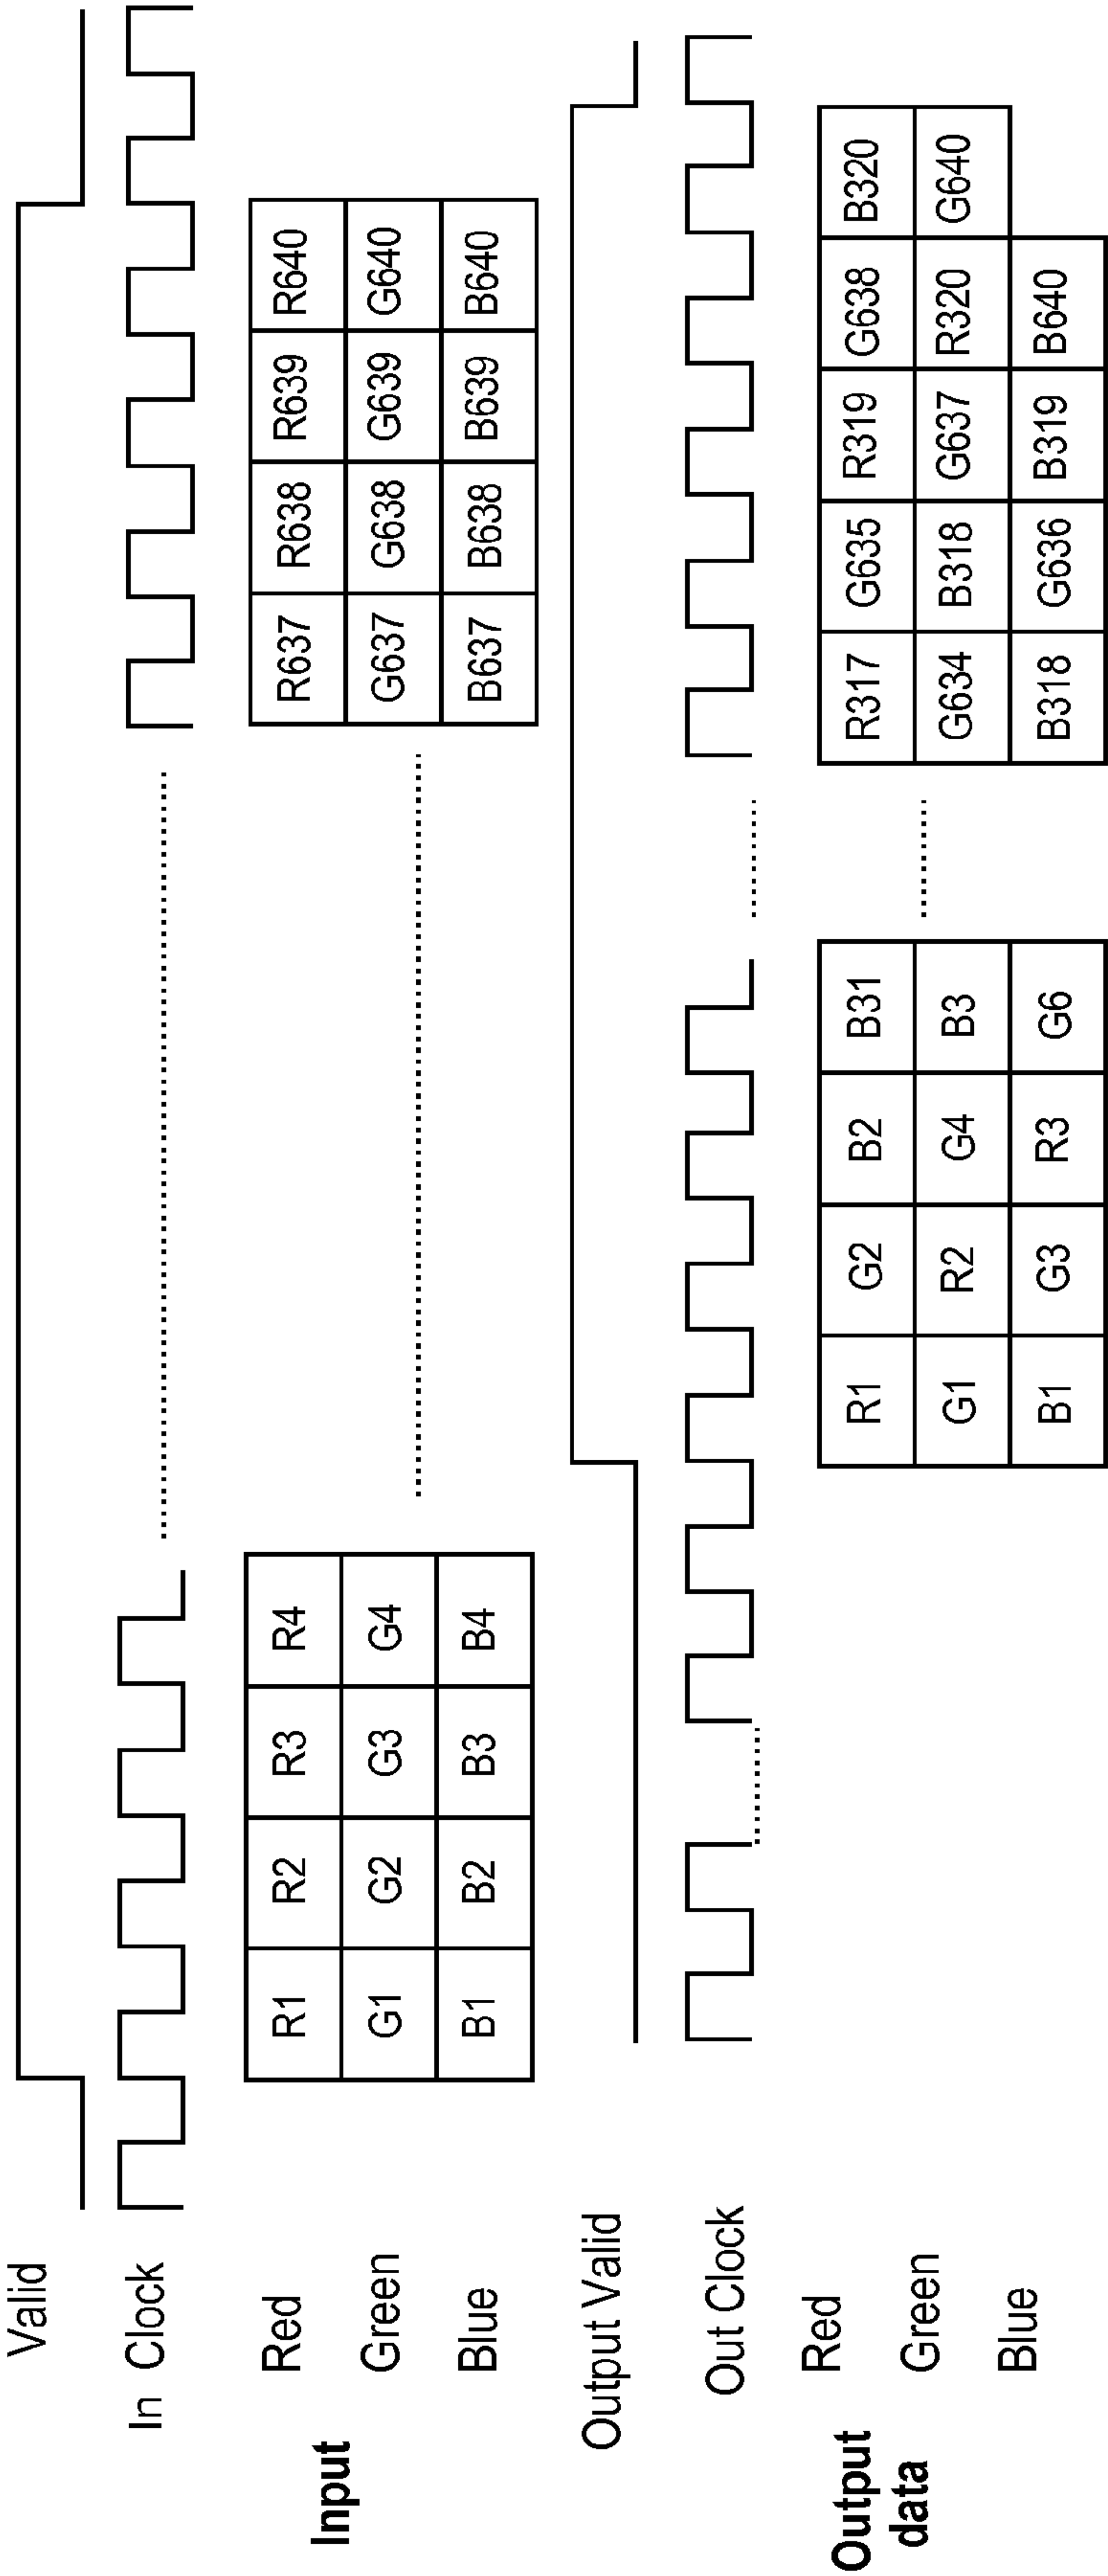 Valid
In Clock
Input
Red R1 R2 R3 R4 R637 R638 R639 R640
Green G1 G2 G3 G4 G637 G638 G639 G640
Blue B1 B2 B3 B4 B637 B638 B639 B640
Output Valid
Out Clock
Output data
Red R1 G2 B2 B31 R317 G635 R319 G638 B320
Green G1 R2 G4 B3 G634 B318 G637 R320 G640
Blue B1 G3 R3 G6 B318 G636 B319 B640